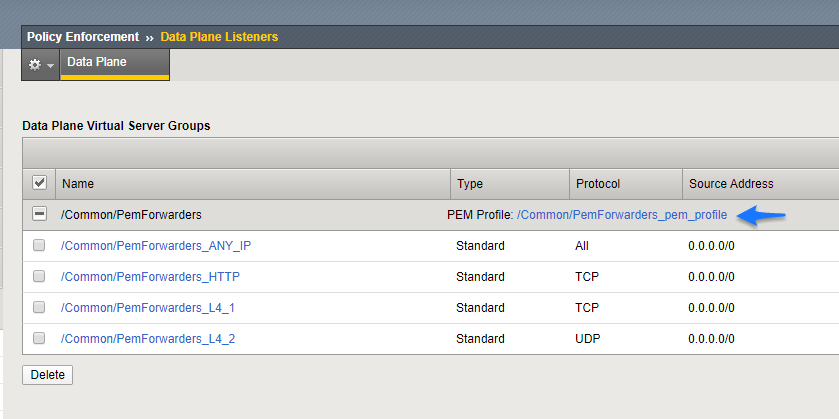 Policy Enforcement ›› Data Plane Listeners
Data Plane
Data Plane Virtual Server Groups
Name Type Protocol Source Address
/Common/PemForwarders PEM Profile: /Common/PemForwarders_pem_profile
/Common/PemForwarders_ANY_IP Standard All 0.0.0.0/0
/Common/PemForwarders_HTTP Standard TCP 0.0.0.0/0
/Common/PemForwarders_L4_1 Standard TCP 0.0.0.0/0
/Common/PemForwarders_L4_2 Standard UDP 0.0.0.0/0
Delete